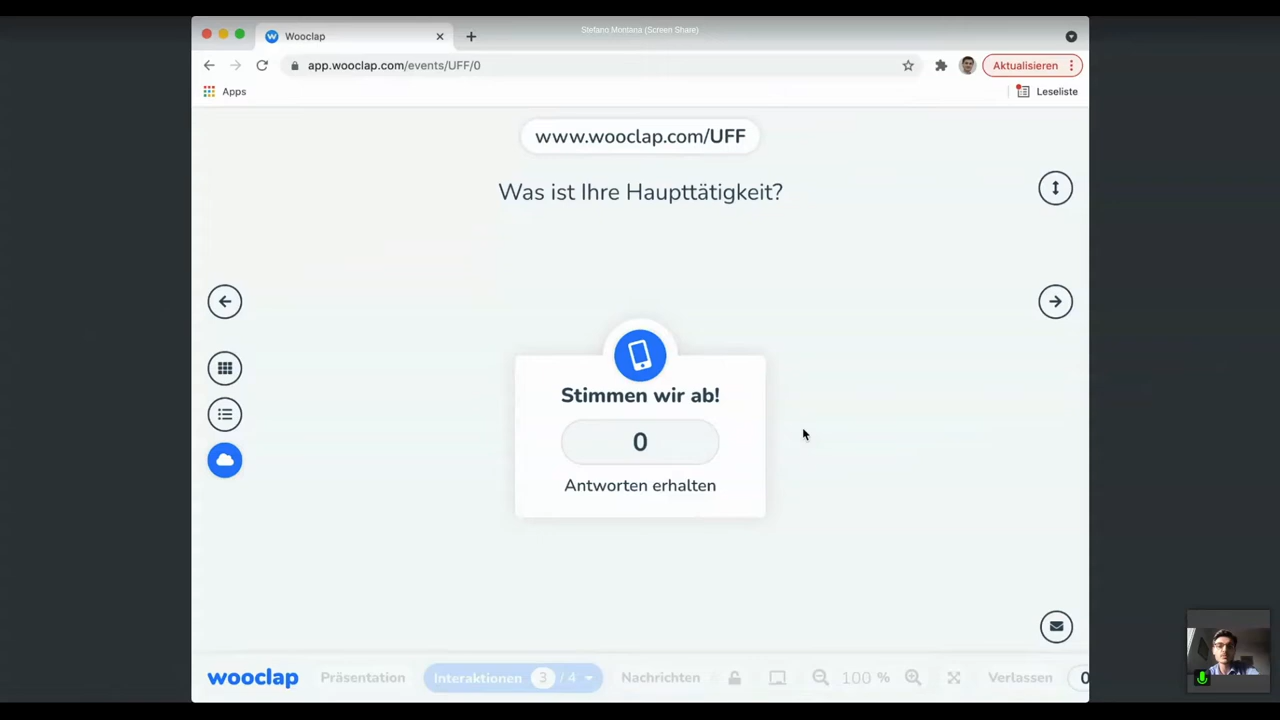 Stefano Montana (Screen Share)
Wooclap
app.wooclap.com/events/UFF/0
Aktualisieren
Apps
Leseliste
www.wooclap.com/UFF
Was ist Ihre Haupttätigkeit?
Stimmen wir ab!
0
Antworten erhalten
wooclap Präsentation Interaktionen 3 / 4 Nachrichten 100 % Verlassen 0